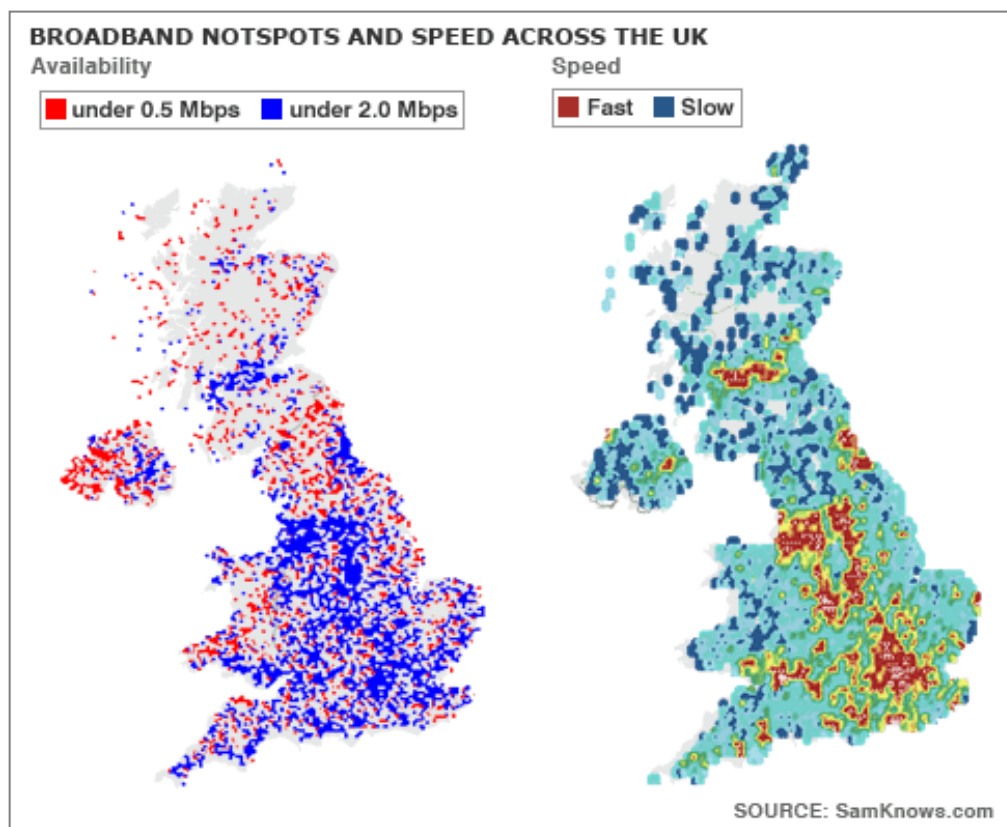 BROADBAND NOTSPOTS AND SPEED ACROSS THE UK
Availability
under 0.5 Mbps under 2.0 Mbps
Speed
Fast Slow
SOURCE: SamKnows.com